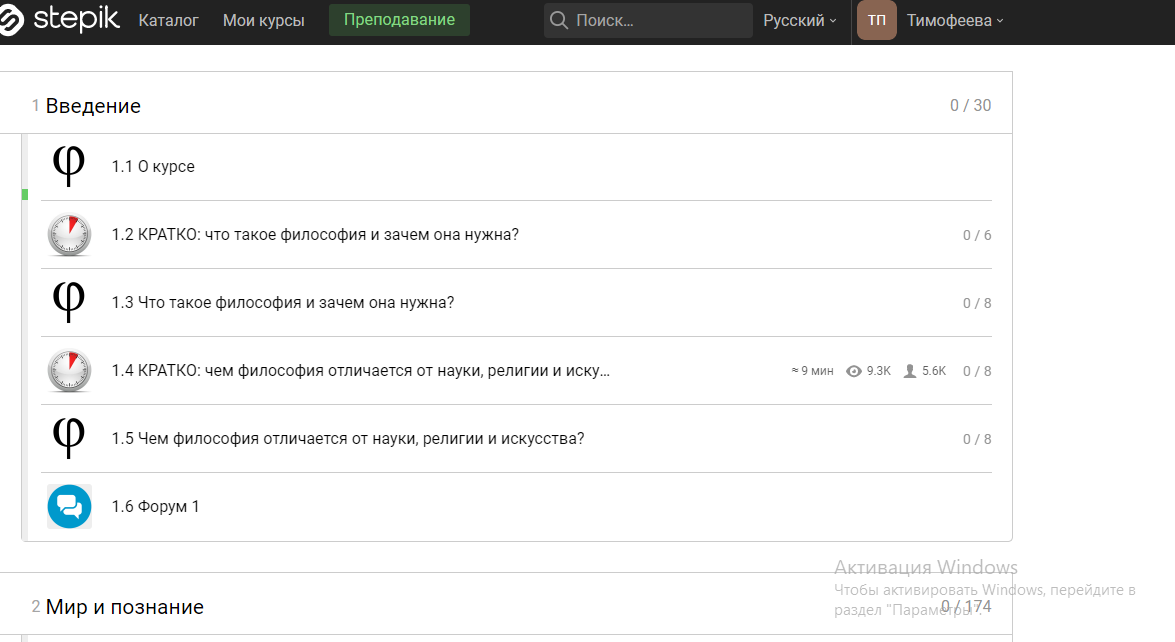 stepik Каталог Мои курсы Преподавание Поиск... Русский ТП Тимофеева
1 Введение 0 / 30
φ 1.1 О курсе
1.2 КРАТКО: что такое философия и зачем она нужна? 0 / 6
φ 1.3 Что такое философия и зачем она нужна? 0 / 8
1.4 КРАТКО: чем философия отличается от науки, религии и иску... ≈ 9 мин 9.3K 5.6K 0 / 8
φ 1.5 Чем философия отличается от науки, религии и искусства? 0 / 8
1.6 Форум 1
Активация Windows
Чтобы активировать Windows, перейдите в
раздел "Параметры".
2 Мир и познание 0 / 174